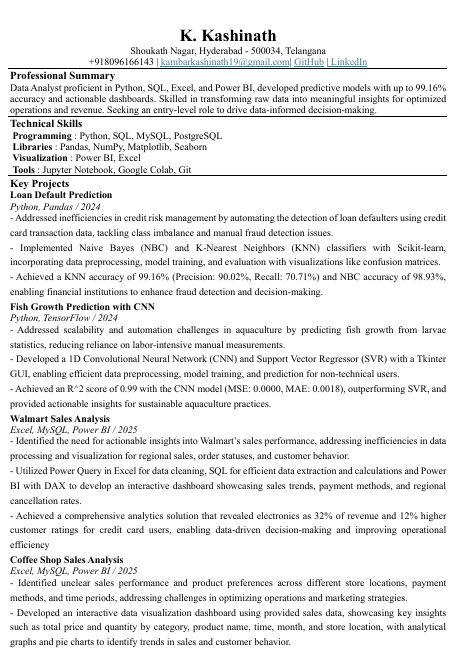 K. Kashinath
Shoukath Nagar, Hyderabad - 500034, Telangana
+918096166143 | kambarkashinath19@gmail.com| GitHub | LinkedIn
Professional Summary
Data Analyst proficient in Python, SQL, Excel, and Power BI, developed predictive models with up to 99.16%
accuracy and actionable dashboards. Skilled in transforming raw data into meaningful insights for optimized
operations and revenue. Seeking an entry-level role to drive data-informed decision-making.
Technical Skills
Programming : Python, SQL, MySQL, PostgreSQL
Libraries : Pandas, NumPy, Matplotlib, Seaborn
Visualization : Power BI, Excel
Tools : Jupyter Notebook, Google Colab, Git
Key Projects
Loan Default Prediction
Python, Pandas / 2024
- Addressed inefficiencies in credit risk management by automating the detection of loan defaulters using credit
card transaction data, tackling class imbalance and manual fraud detection issues.
- Implemented Naive Bayes (NBC) and K-Nearest Neighbors (KNN) classifiers with Scikit-learn,
incorporating data preprocessing, model training, and evaluation with visualizations like confusion matrices.
- Achieved a KNN accuracy of 99.16% (Precision: 90.02%, Recall: 70.71%) and NBC accuracy of 98.93%,
enabling financial institutions to enhance fraud detection and decision-making.
Fish Growth Prediction with CNN
Python, TensorFlow / 2024
- Addressed scalability and automation challenges in aquaculture by predicting fish growth from larvae
statistics, reducing reliance on labor-intensive manual measurements.
- Developed a 1D Convolutional Neural Network (CNN) and Support Vector Regressor (SVR) with a Tkinter
GUI, enabling efficient data preprocessing, model training, and prediction for non-technical users.
- Achieved an R^2 score of 0.99 with the CNN model (MSE: 0.0000, MAE: 0.0018), outperforming SVR, and
provided actionable insights for sustainable aquaculture practices.
Walmart Sales Analysis
Excel, MySQL, Power BI / 2025
- Identified the need for actionable insights into Walmart's sales performance, addressing inefficiencies in data
processing and visualization for regional sales, order statuses, and customer behavior.
- Utilized Power Query in Excel for data cleaning, SQL for efficient data extraction and calculations and Power
BI with DAX to develop an interactive dashboard showcasing sales trends, payment methods, and regional
cancellation rates.
- Achieved a comprehensive analytics solution that revealed electronics as 32% of revenue and 12% higher
customer ratings for credit card users, enabling data-driven decision-making and improving operational
efficiency
Coffee Shop Sales Analysis
Excel, MySQL, Power BI / 2025
- Identified unclear sales performance and product preferences across different store locations, payment
methods, and time periods, addressing challenges in optimizing operations and marketing strategies.
- Developed an interactive data visualization dashboard using provided sales data, showcasing key insights
such as total price and quantity by category, product name, time, month, and store location, with analytical
graphs and pie charts to identify trends in sales and customer behavior.